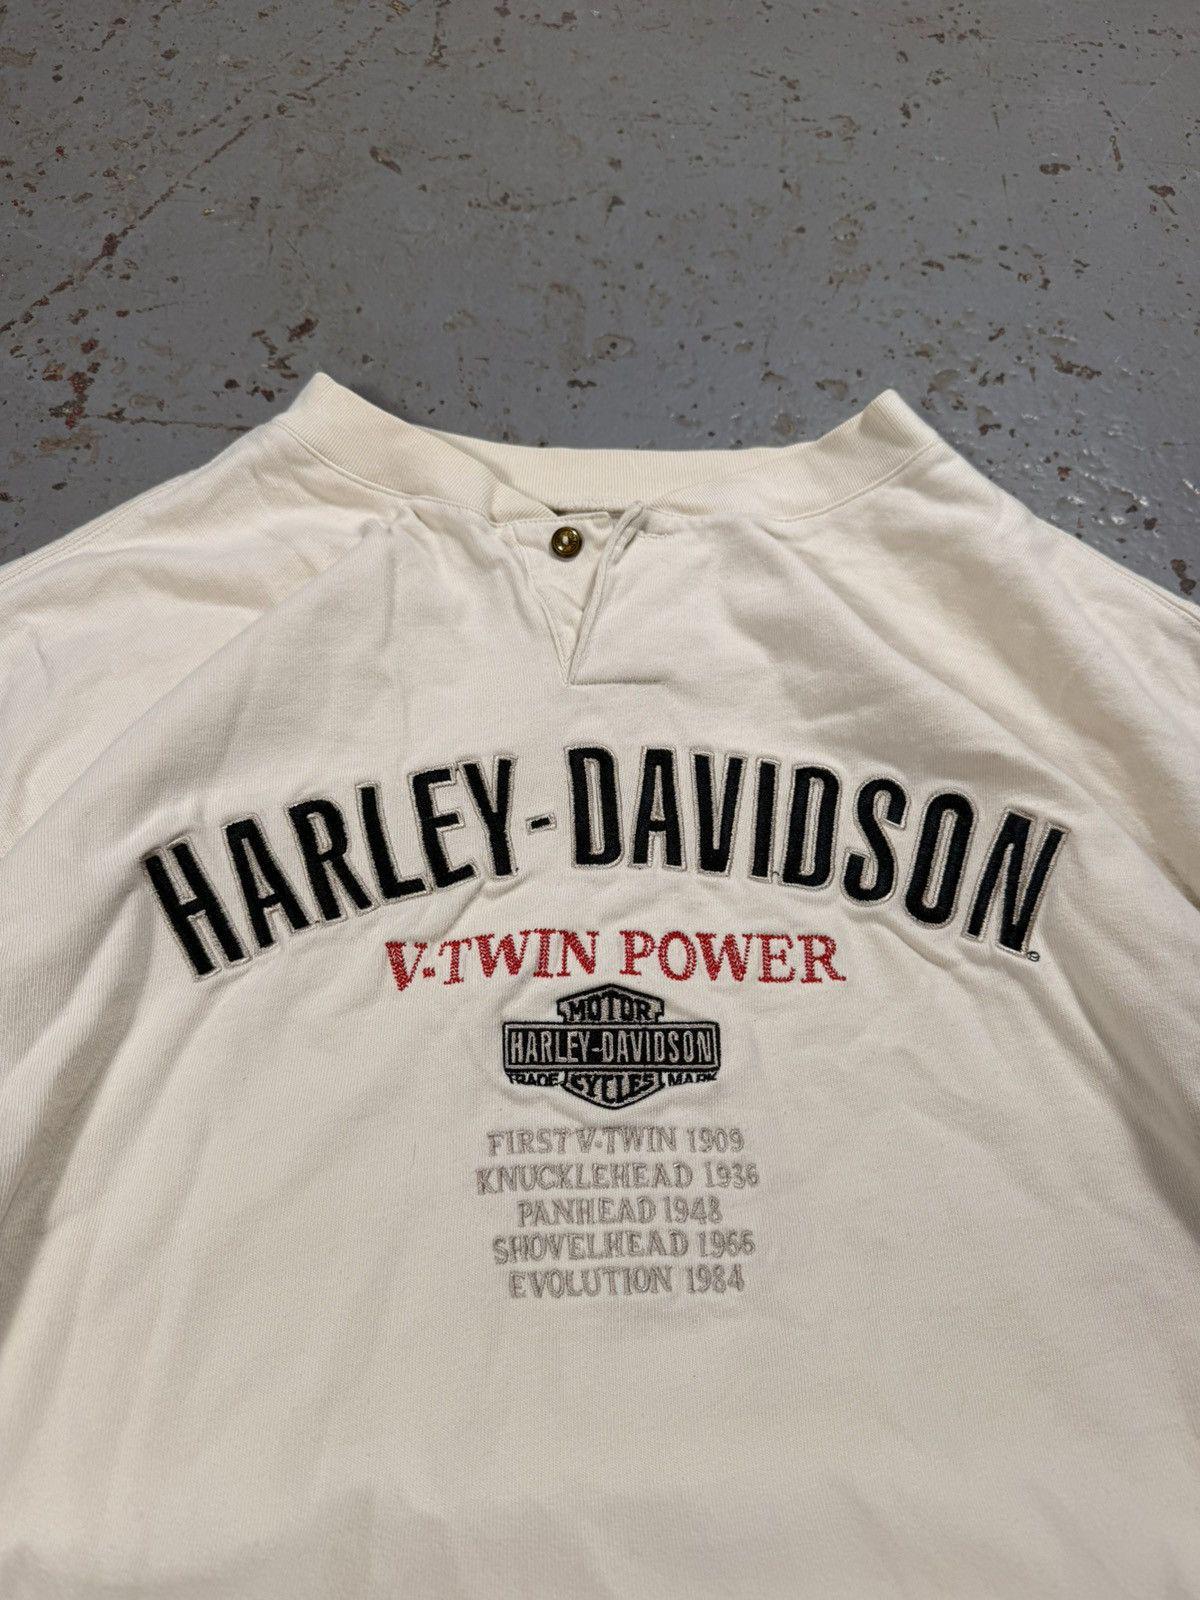 HARLEY-DAVIDSON
V-TWIN POWER
MOTOR
HARLEY-DAVIDSON
TRADE CYCLES MARK
FIRST V-TWIN 1909
KNUCKLEHEAD 1936
PANHEAD 1948
SHOVELHEAD 1966
EVOLUTION 1984